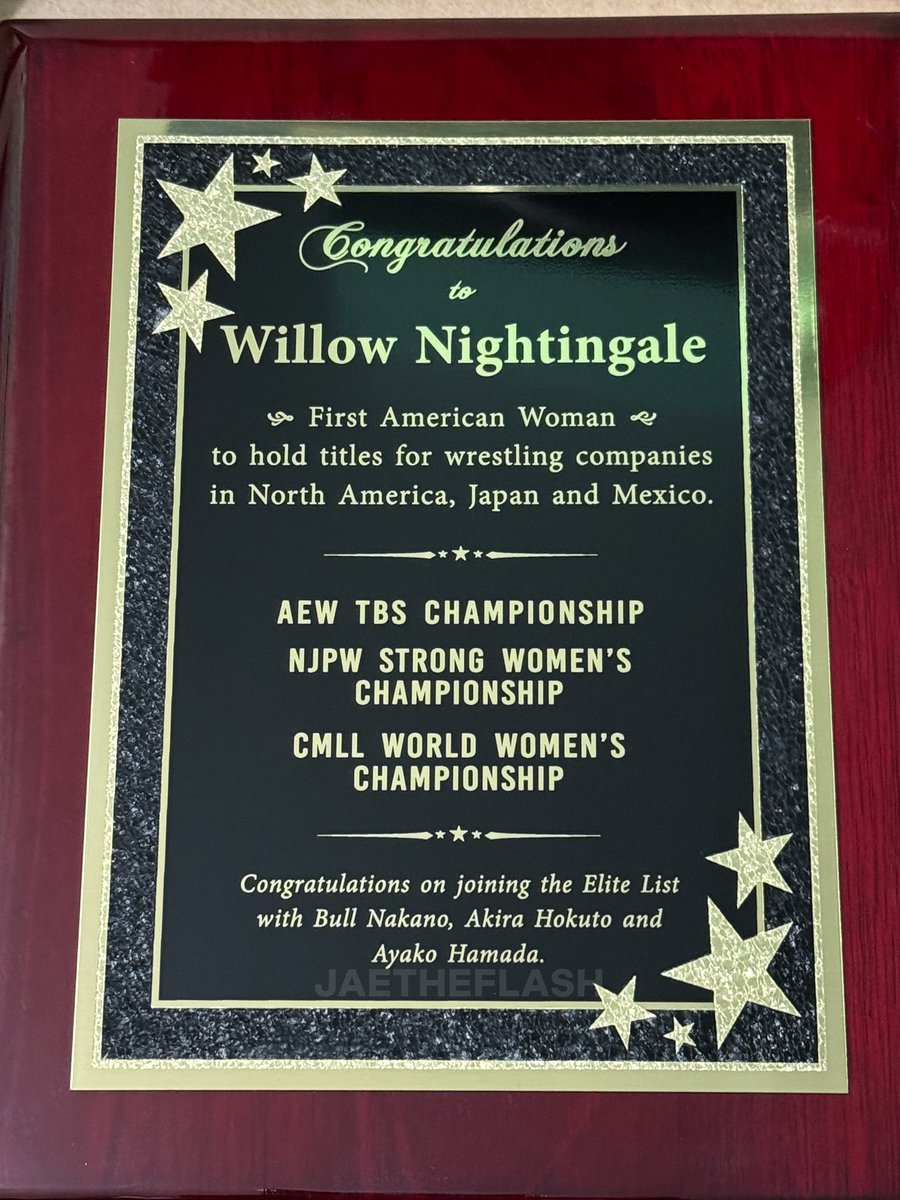 Congratulations
to
Willow Nightingale
First American Woman
to hold titles for wrestling companies
in North America, Japan and Mexico.
AEW TBS CHAMPIONSHIP
NJPW STRONG WOMEN'S
CHAMPIONSHIP
CMLL WORLD WOMEN'S
CHAMPIONSHIP
Congratulations on joining the Elite List
with Bull Nakano, Akira Hokuto and
Ayako Hamada.
JAETHEFLASH